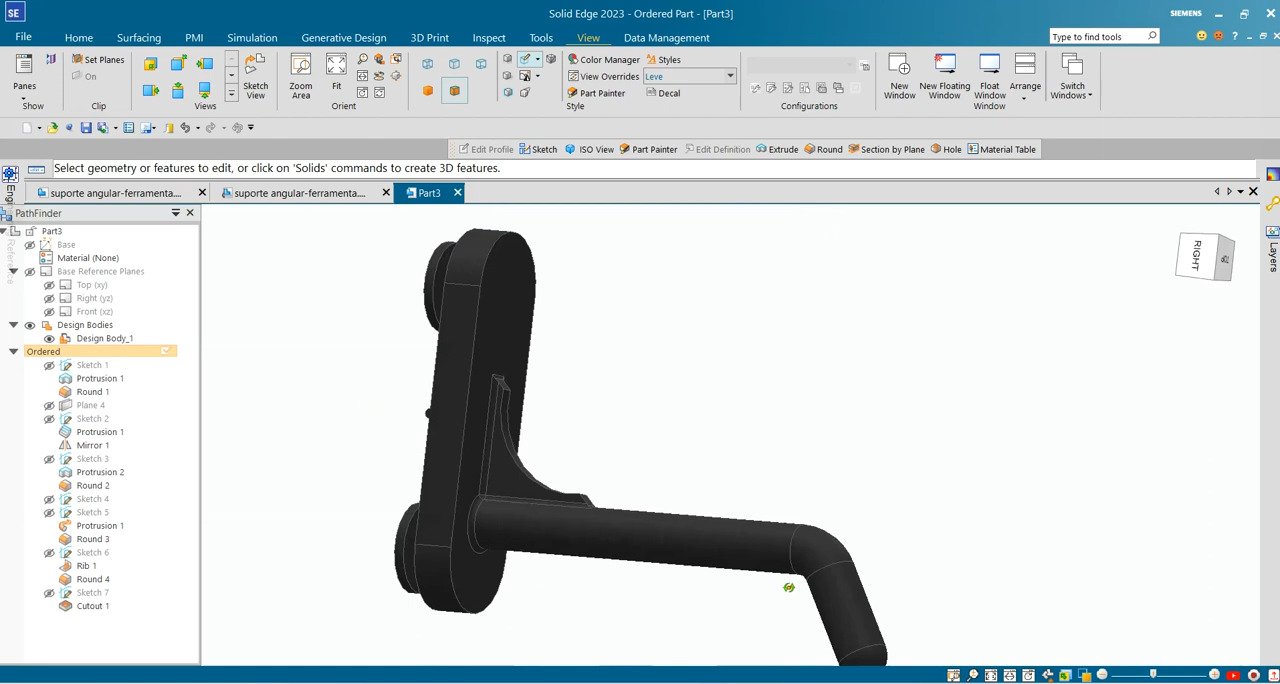 SE
Solid Edge 2023 - Ordered Part - [Part3]
SIEMENS
File Home Surfacing PMI Simulation Generative Design 3D Print Inspect Tools View Data Management
Type to find tools
Panes
Show
Set Planes
On
Clip
Views
Sketch View
Zoom Area
Fit
Orient
Color Manager Styles
View Overrides Leve
Part Painter Decal
Style
Configurations
New Window
New Floating Window
Float Window
Arrange
Switch Windows
Window
Edit Profile Sketch ISO View Part Painter Edit Definition Extrude Round Section by Plane Hole Material Table
Select geometry or features to edit, or click on 'Solids' commands to create 3D features.
suporte angular-ferramenta... suporte angular-ferramenta... Part3
PathFinder
Part3
Base
Material (None)
Base Reference Planes
Top (xy)
Right (yz)
Front (xz)
Design Bodies
Design Body_1
Ordered
Sketch 1
Protrusion 1
Round 1
Plane 4
Sketch 2
Protrusion 1
Mirror 1
Sketch 3
Protrusion 2
Round 2
Sketch 4
Sketch 5
Protrusion 1
Round 3
Sketch 6
Rib 1
Round 4
Sketch 7
Cutout 1
RIGHT
Layers